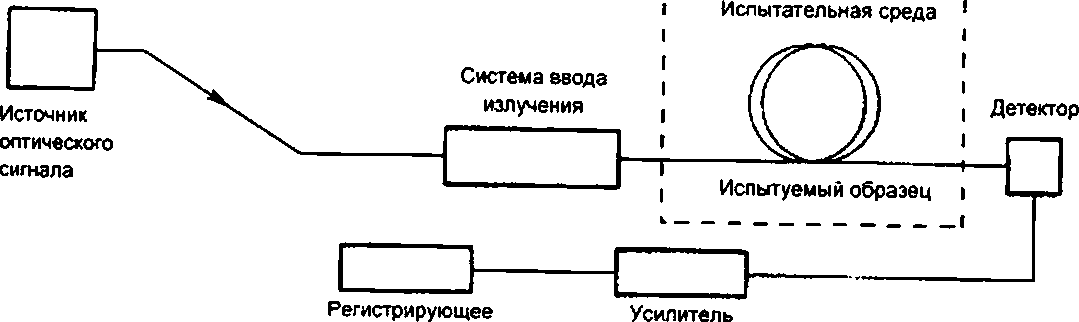 Испытательная среда
Система ввода
излучения
Детектор
Источник
оптического
сигнала
Испытуемый образец
Регистрирующее
Усилитель